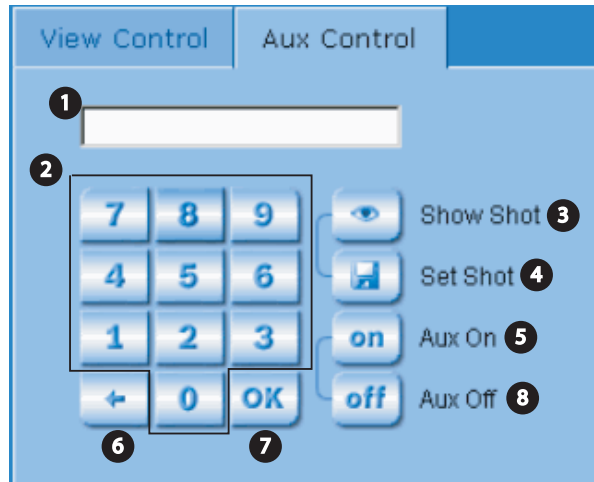 View Control Aux Control
1
2
7 8 9 Show Shot 3
4 5 6 Set Shot 4
1 2 3 on Aux On 5
0 OK off Aux Off 8
6 7